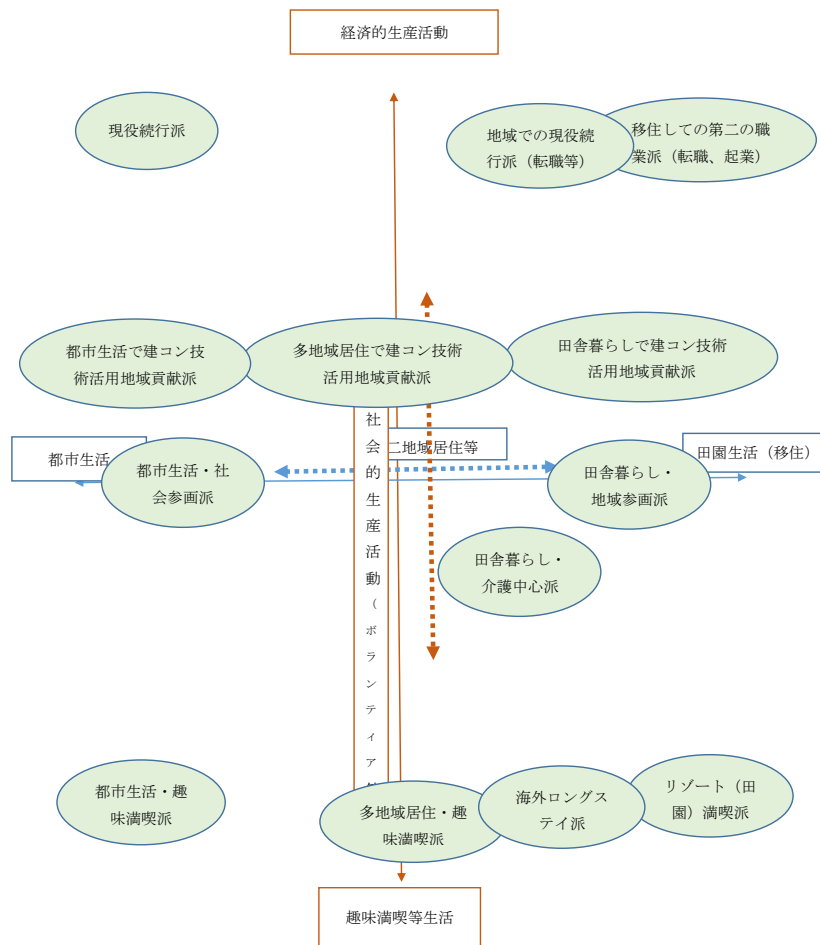 経済的生産活動
現役続行派
地域での現役続
行派（転職等）
移住しての第二の職
業派（転職、起業）
都市生活で建コン技
術活用地域貢献派
多地域居住で建コン技術
活用地域貢献派
田舎暮らしで建コン技術
活用地域貢献派
社会的生産活動（ボランティア
二地域居住等
都市生活
田園生活（移住）
都市生活・社
会参画派
田舎暮らし・
地域参画派
田舎暮らし・
介護中心派
都市生活・趣
味満喫派
多地域居住・趣
味満喫派
海外ロングス
テイ派
リゾート（田
園）満喫派
趣味満喫等生活